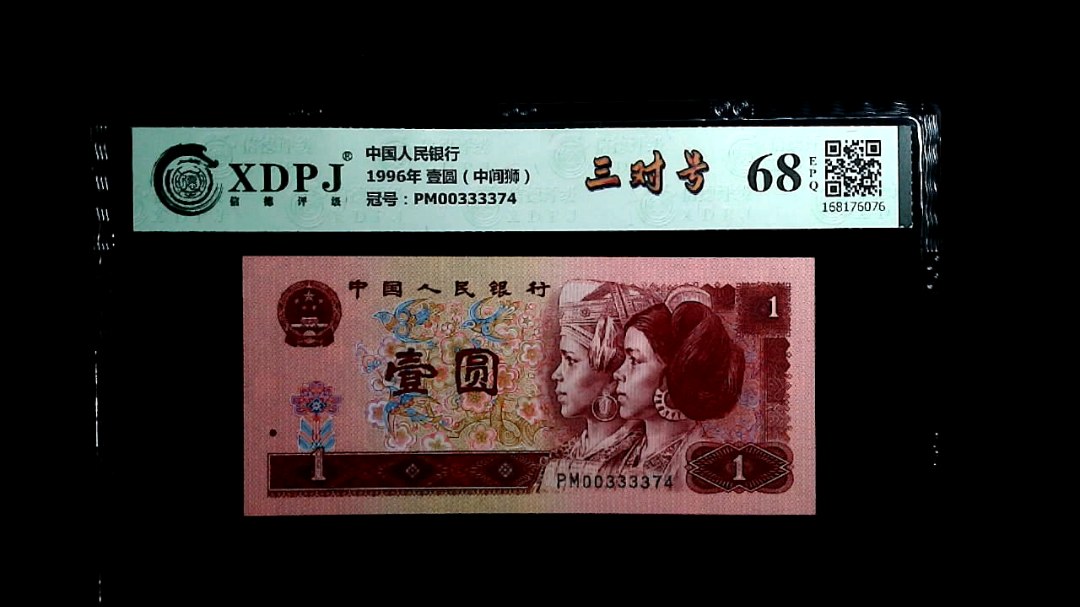 XDPJ®
信德评级
中国人民银行
1996年 壹圆（中间狮）
冠号：PM00333374
三对号
68
EPQ
168176076
中国人民银行
1
壹圆
1
PM00333374
1